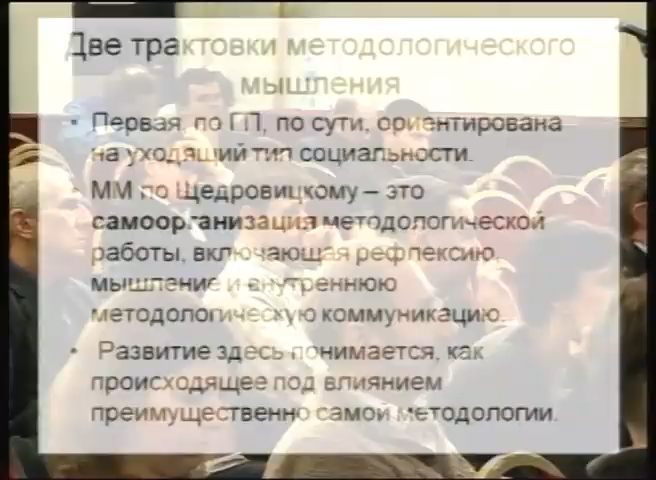 Две трактовки методологического
мышления
• Первая, по ГП, по сути, ориентирована
на уходящий тип социальности.
• ММ по Щедровицкому – это
самоорганизация методологической
работы, включающая рефлексию,
мышление и внутреннюю
методологическую коммуникацию.
• Развитие здесь понимается, как
происходящее под влиянием
преимущественно самой методологии.